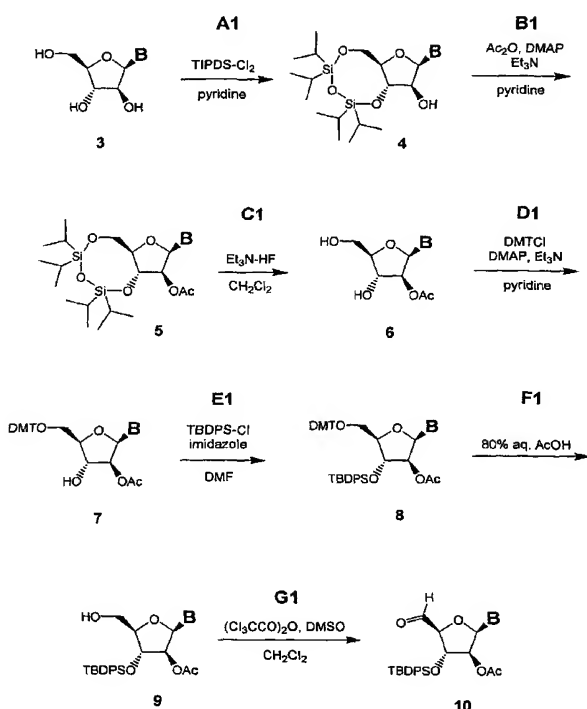 A1
B1
HO O B
TIPDS-Cl2
pyridine
HO OH
3
O O B
Si
O
Si O OH
4
Ac2O, DMAP
Et3N
pyridine
C1
D1
O O B
Si
O
Si O OAc
5
Et3N-HF
CH2Cl2
HO O B
HO OAc
6
DMTCl
DMAP, Et3N
pyridine
E1
F1
DMTO O B
HO OAc
7
TBDPS-Cl
imidazole
DMF
DMTO O B
TBDPSO OAc
8
80% aq. AcOH
G1
HO O B
TBDPSO OAc
9
(Cl3CCO)2O, DMSO
CH2Cl2
H
O O B
TBDPSO OAc
10